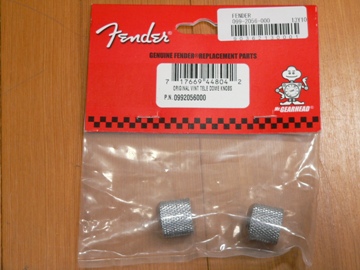 Fender
FENDER
099-2056-000
GENUINE FENDER® REPLACEMENT PARTS
7 17669 44804 2
ORIGINAL VINT TELE DOME KNOBS
P.N. 0992056000
THE GEARHEAD